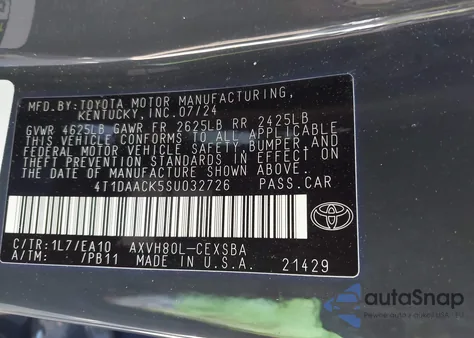 MFD.BY:TOYOTA MOTOR MANUFACTURING,
KENTUCKY,INC.07/24
GVWR 4625LB GAWR FR 2625LB RR 2425LB
THIS VEHICLE CONFORMS TO ALL APPLICABLE
FEDERAL MOTOR VEHICLE SAFETY, BUMPER, AND
THEFT PREVENTION STANDARDS IN EFFECT ON
THE DATE OF MANUFACTURE SHOWN ABOVE.
4T1DAACK5SU032726 PASS.CAR
C/TR:1L7/EA10 AXVH80L-CEXSBA
A/TM: /PB11 MADE IN U.S.A. 21429
autoSnap